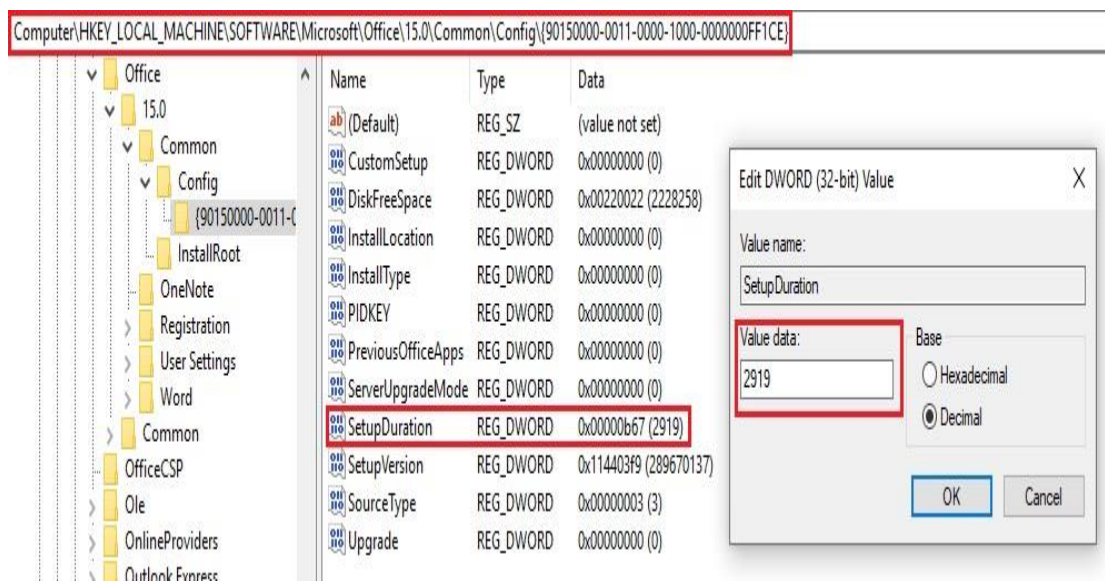 Computer\HKEY_LOCAL_MACHINE\SOFTWARE\Microsoft\Office\15.0\Common\Config\{90150000-0011-0000-1000-0000000FF1CE}
Office
15.0
Common
Config
{90150000-0011-0
InstallRoot
OneNote
Registration
User Settings
Word
Common
OfficeCSP
Ole
OnlineProviders
Outlook Express
Name Type Data
(Default) REG_SZ (value not set)
CustomSetup REG_DWORD 0x00000000 (0)
DiskFreeSpace REG_DWORD 0x00220022 (2228258)
InstallLocation REG_DWORD 0x00000000 (0)
InstallType REG_DWORD 0x00000000 (0)
PIDKEY REG_DWORD 0x00000000 (0)
PreviousOfficeApps REG_DWORD 0x00000000 (0)
ServerUpgradeMode REG_DWORD 0x00000000 (0)
SetupDuration REG_DWORD 0x00000b67 (2919)
SetupVersion REG_DWORD 0x114403f9 (289670137)
SourceType REG_DWORD 0x00000003 (3)
Upgrade REG_DWORD 0x00000000 (0)
Edit DWORD (32-bit) Value X
Value name:
SetupDuration
Value data:
2919
Base
Hexadecimal
Decimal
OK Cancel